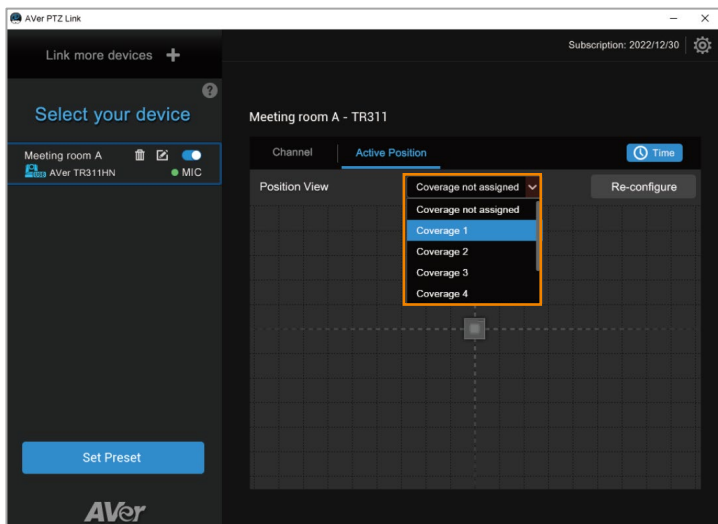 AVer PTZ Link
Link more devices +
Subscription: 2022/12/30
?
Select your device
Meeting room A
AVer TR311HN
MIC
Set Preset
AVer
Meeting room A - TR311
Channel
Active Position
Time
Position View
Coverage not assigned
Re-configure
Coverage not assigned
Coverage 1
Coverage 2
Coverage 3
Coverage 4